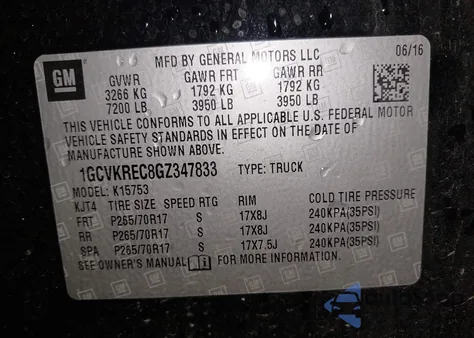 MFD BY GENERAL MOTORS LLC 06/16
GM
GVWR GAWR FRT GAWR RR
3266 KG 1792 KG 1792 KG
7200 LB 3950 LB 3950 LB
THIS VEHICLE CONFORMS TO ALL APPLICABLE U.S. FEDERAL MOTOR
VEHICLE SAFETY STANDARDS IN EFFECT ON THE DATE OF
MANUFACTURE SHOWN ABOVE.
1GCVKREC8GZ347833 TYPE: TRUCK
MODEL: K15753
KJT4 TIRE SIZE SPEED RTG RIM COLD TIRE PRESSURE
FRT P265/70R17 S 17X8J 240KPA(35PSI)
RR P265/70R17 S 17X8J 240KPA(35PSI)
SPA P265/70R17 S 17X7.5J 240KPA(35PSI)
SEE OWNER'S MANUAL FOR MORE INFORMATION.